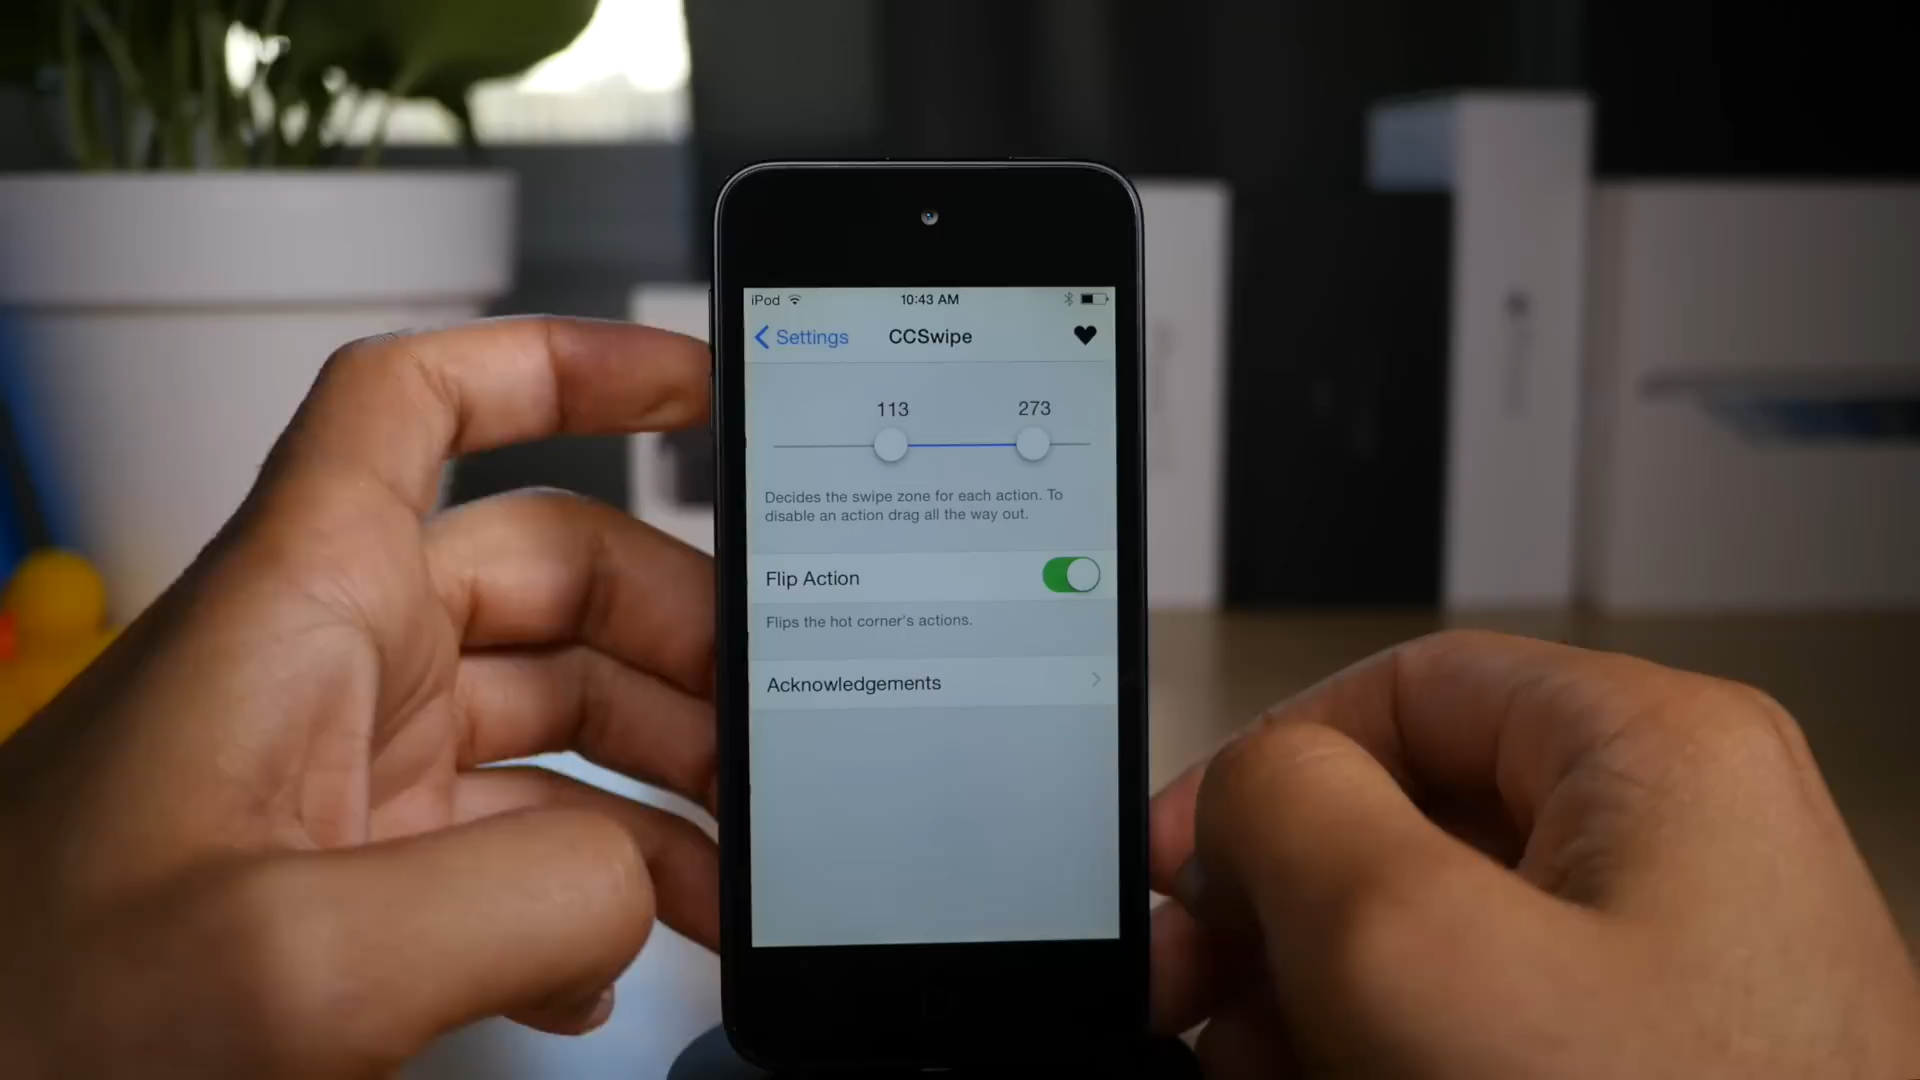 iPod
10:43 AM
Settings
CCSwipe
113
273
Decides the swipe zone for each action. To
disable an action drag all the way out.
Flip Action
Flips the hot corner's actions.
Acknowledgements